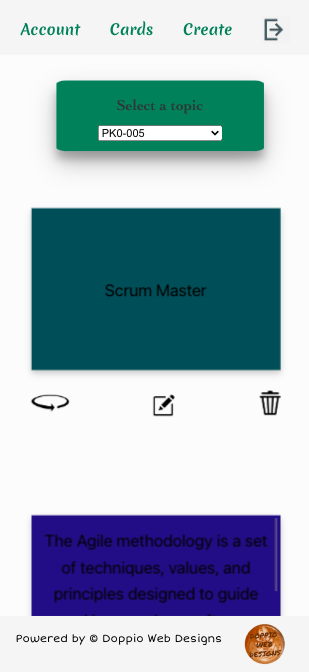 Account Cards Create
Select a topic
PK0-005
Scrum Master
The Agile methodology is a set
of techniques, values, and
principles designed to guide
Powered by © Doppio Web Designs
DOPPIO
WEB
DESIGNS